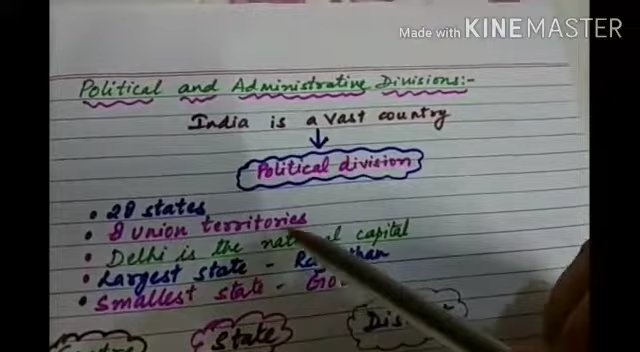 Made with KINEMASTER
Political and Administrative Divisions:-
India is a vast country
Political division
• 28 states
• 8 union territories
• Delhi is the capital
• Largest state -
• Smallest state -
State